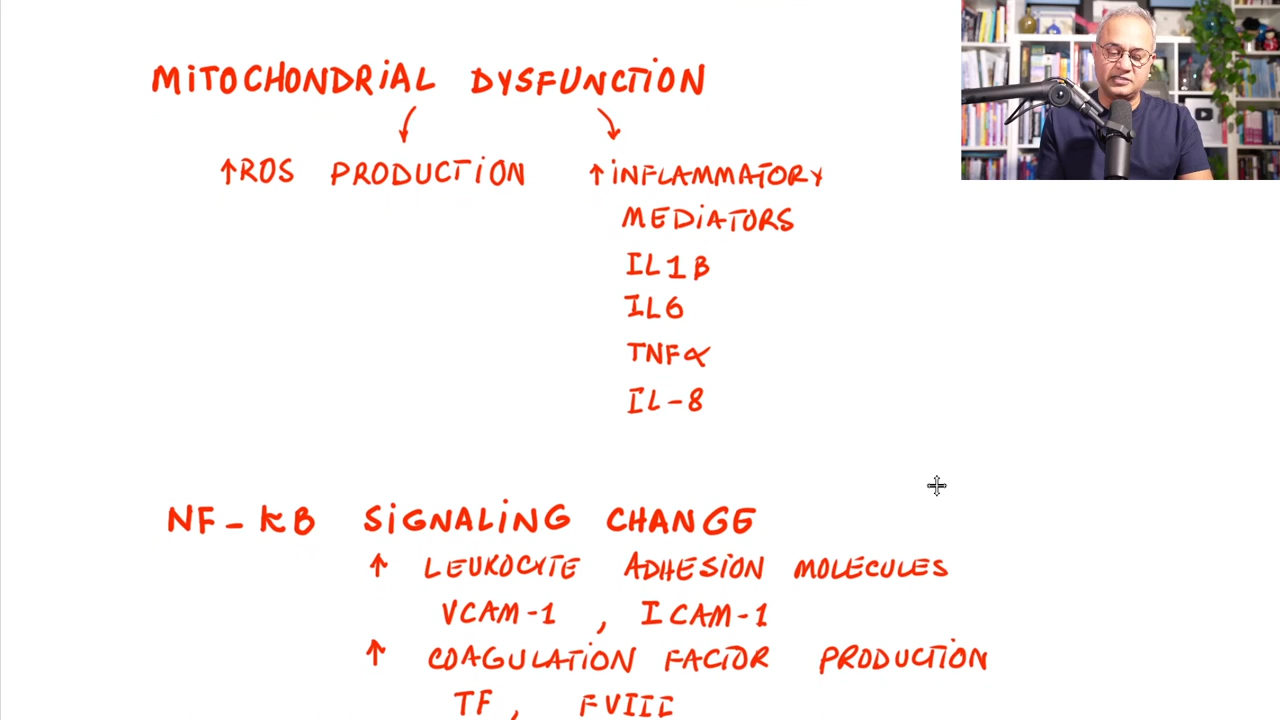 MITOCHONDRIAL DYSFUNCTION
↑ROS PRODUCTION
↑INFLAMMATORY
MEDIATORS
IL1β
IL6
TNFα
IL-8
NF-κB SIGNALING CHANGE
↑ LEUKOCYTE ADHESION MOLECULES
VCAM-1, ICAM-1
↑ COAGULATION FACTOR PRODUCTION
TF, FVIII